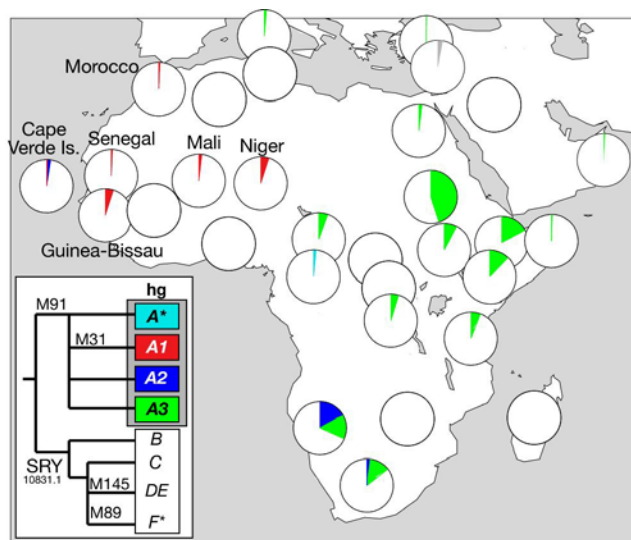 Morocco
Cape
Verde Is.
Senegal
Mali
Niger
Guinea-Bissau
hg
M91
A*
M31
A1
A2
A3
B
SRY
10831.1
C
M145
DE
M89
F*